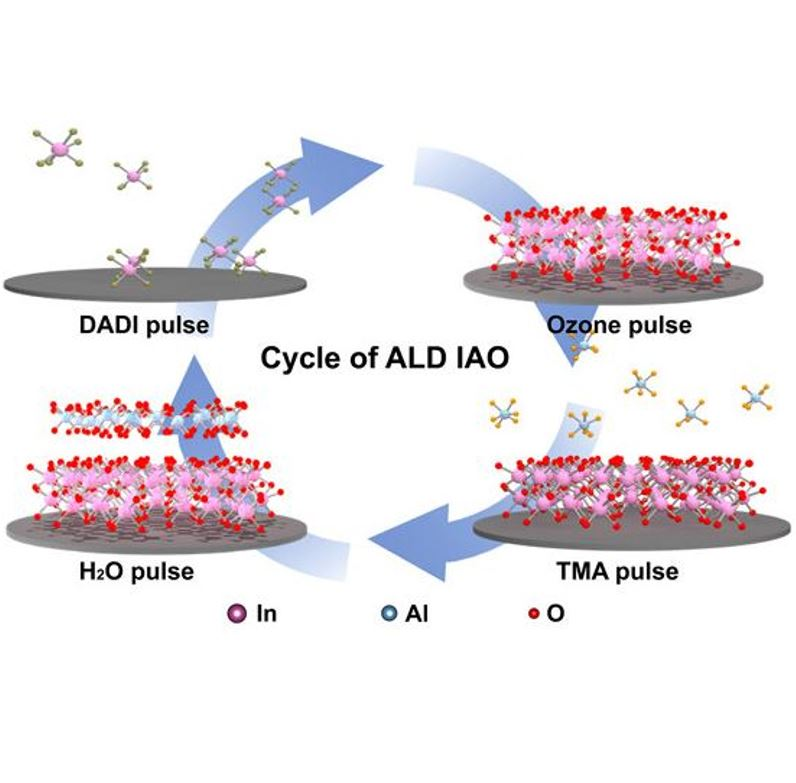 DADI pulse
Ozone pulse
Cycle of ALD IAO
H₂O pulse
TMA pulse
In
Al
O